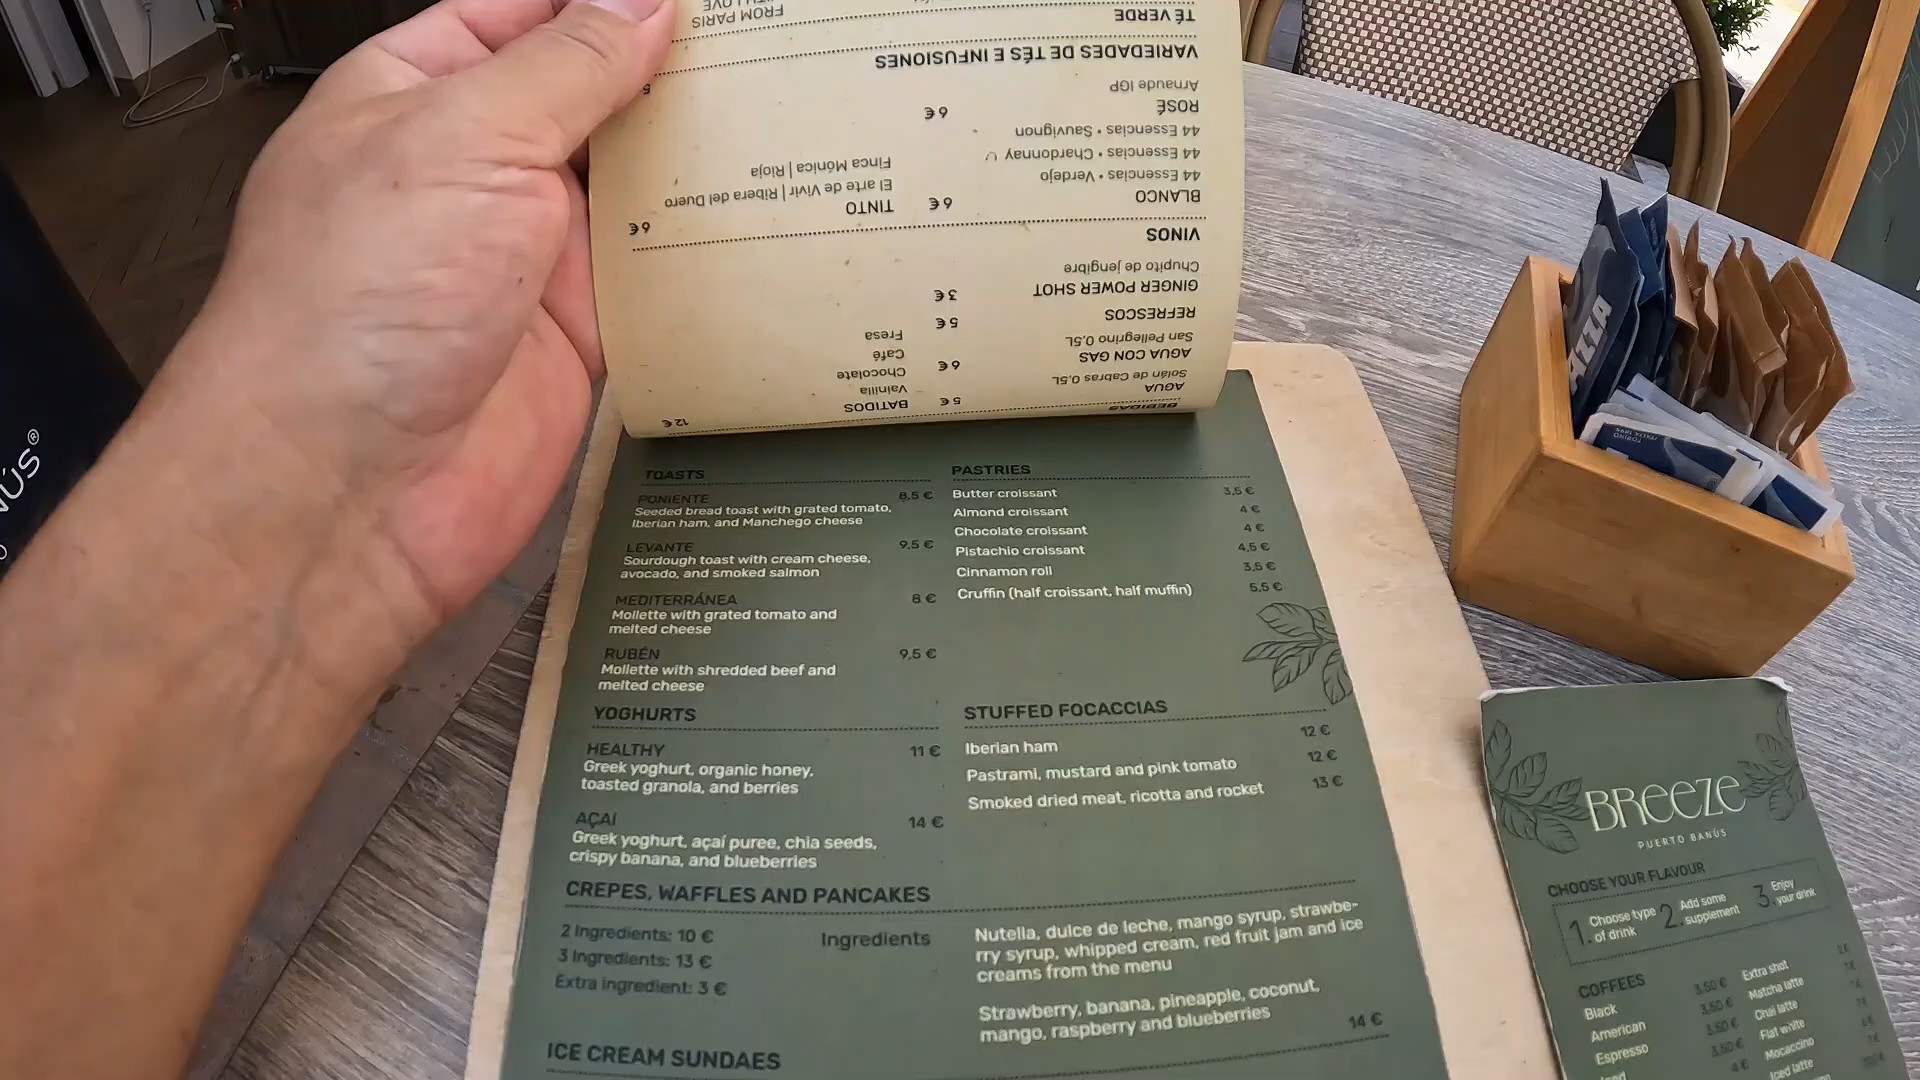 FROM PARIS
TÉ VERDE
VARIEDADES DE TÉS E INFUSIONES
Arnaude IGP
ROSÉ 6 €
44 Essencias • Sauvignon
44 Essencias • Chardonnay
44 Essencias • Verdejo
BLANCO 6 €
Finca Mónica | Rioja
El arte de Vivir | Ribera del Duero
TINTO 6 €
VINOS
Chupito de jengibre
GINGER POWER SHOT 3 €
REFRESCOS 5 €
San Pellegrino 0,5L
AGUA CON GAS 6 €
Solán de Cabras 0,5L
AGUA 5 €
BEBIDAS
Fresa
Café
Chocolate
Vainilla
BATIDOS 12 €
TOASTS
PONIENTE 8,5 €
Seeded bread toast with grated tomato,
Iberian ham, and Manchego cheese
LEVANTE 9,5 €
Sourdough toast with cream cheese,
avocado, and smoked salmon
MEDITERRÁNEA 8 €
Mollette with grated tomato and
melted cheese
RUBÉN 9,5 €
Mollette with shredded beef and
melted cheese
YOGHURTS
HEALTHY 11 €
Greek yoghurt, organic honey,
toasted granola, and berries
AÇAÍ 14 €
Greek yoghurt, açaí puree, chia seeds,
crispy banana, and blueberries
PASTRIES
Butter croissant 3,5 €
Almond croissant 4 €
Chocolate croissant 4 €
Pistachio croissant 4,5 €
Cinnamon roll 3,5 €
Cruffin (half croissant, half muffin) 5,5 €
STUFFED FOCACCIAS
Iberian ham 12 €
Pastrami, mustard and pink tomato 12 €
Smoked dried meat, ricotta and rocket 13 €
CREPES, WAFFLES AND PANCAKES
2 Ingredients: 10 €
3 Ingredients: 13 €
Extra Ingredient: 3 €
Ingredients
Nutella, dulce de leche, mango syrup, strawbe-
rry syrup, whipped cream, red fruit jam and ice
creams from the menu
Strawberry, banana, pineapple, coconut,
mango, raspberry and blueberries
14 €
ICE CREAM SUNDAES
BREEZE
PUERTO BANÚS
CHOOSE YOUR FLAVOUR
1. Choose type
of drink
2. Add some
supplement
3. Enjoy
your drink
COFFEES
Black 3,50 €
American 3,50 €
Espresso 3,50 €
Extra shot
Matcha latte
Chai latte
Flat white
Mocaccino
Iced latte
TORINO
ITALIA 1895